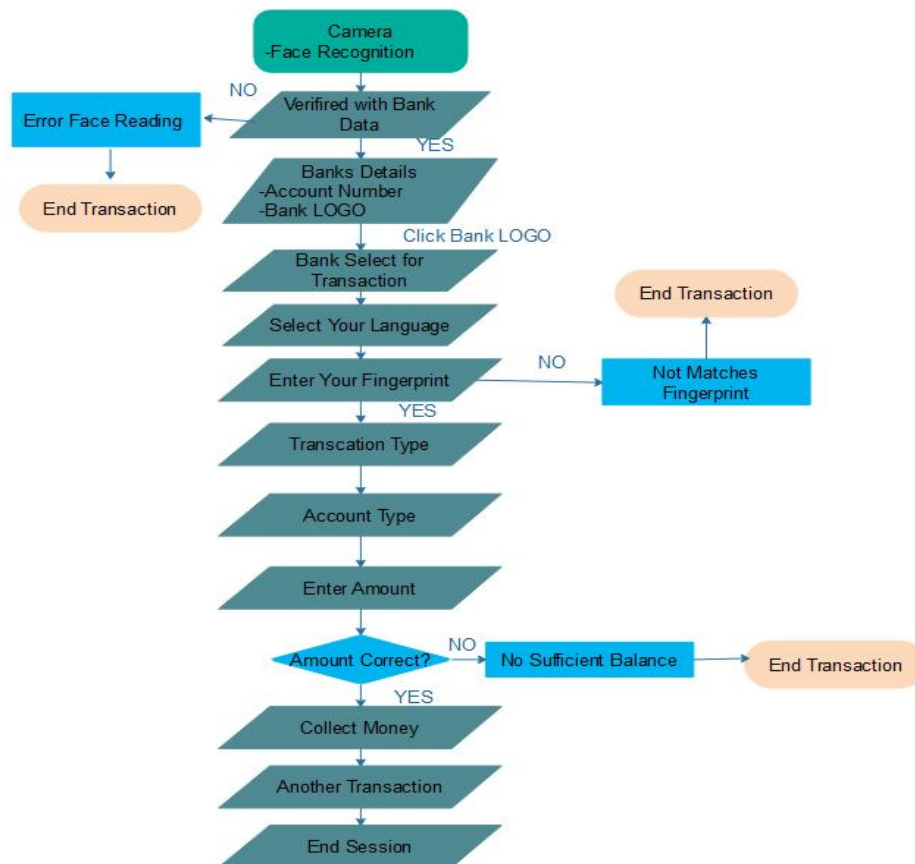 Camera
-Face Recognition
NO
Verifired with Bank
Data
Error Face Reading
YES
End Transaction
Banks Details
-Account Number
-Bank LOGO
Click Bank LOGO
Bank Select for
Transaction
End Transaction
Select Your Language
Enter Your Fingerprint
NO
Not Matches
Fingerprint
YES
Transcation Type
Account Type
Enter Amount
Amount Correct?
NO
No Sufficient Balance
End Transaction
YES
Collect Money
Another Transaction
End Session